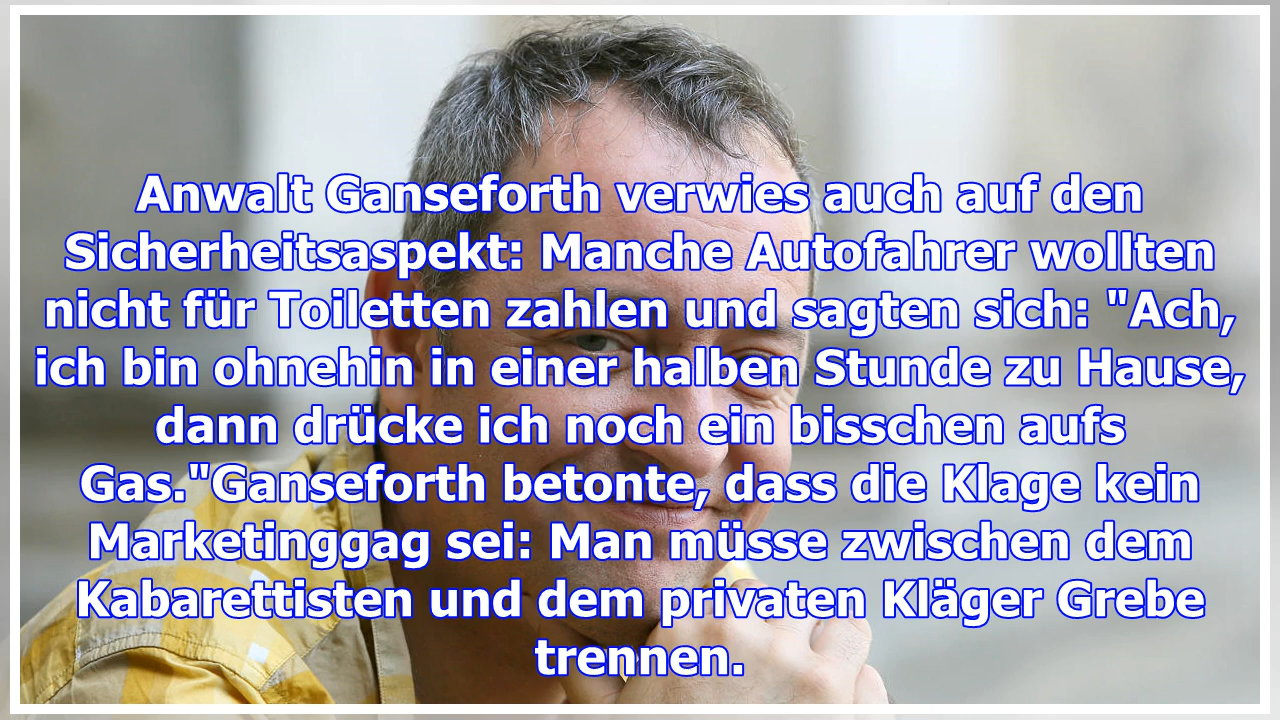 Anwalt Ganseforth verwies auch auf den
Sicherheitsaspekt: Manche Autofahrer wollten
nicht für Toiletten zahlen und sagten sich: "Ach,
ich bin ohnehin in einer halben Stunde zu Hause,
dann drücke ich noch ein bisschen aufs
Gas."Ganseforth betonte, dass die Klage kein
Marketinggag sei: Man müsse zwischen dem
Kabarettisten und dem privaten Kläger Grebe
trennen.